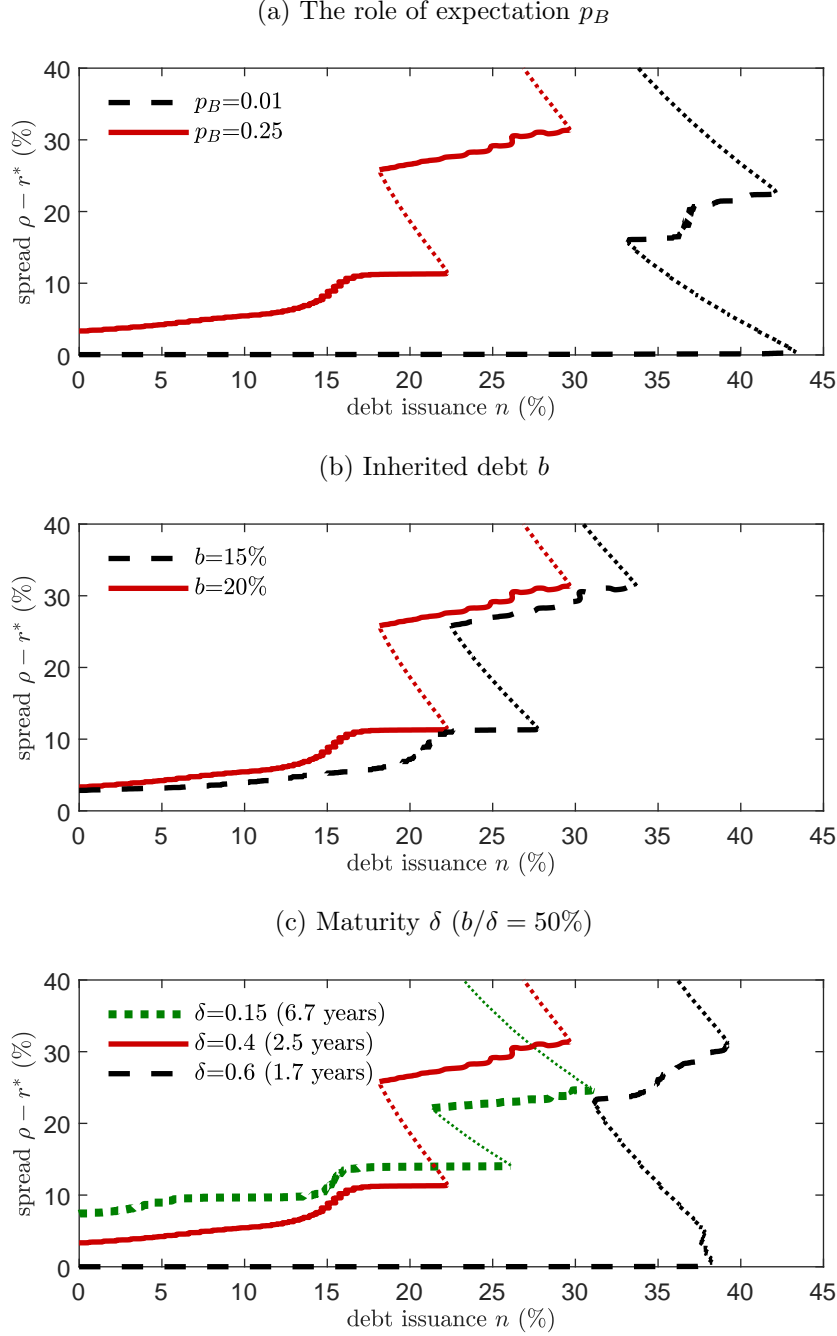 (a) The role of expectation p_B
spread ρ − r* (%)
40
30
20
10
0
p_B=0.01
p_B=0.25
0 5 10 15 20 25 30 35 40 45
debt issuance n (%)
(b) Inherited debt b
spread ρ − r* (%)
40
30
20
10
0
b=15%
b=20%
0 5 10 15 20 25 30 35 40 45
debt issuance n (%)
(c) Maturity δ (b/δ = 50%)
spread ρ − r* (%)
40
30
20
10
0
δ=0.15 (6.7 years)
δ=0.4 (2.5 years)
δ=0.6 (1.7 years)
0 5 10 15 20 25 30 35 40 45
debt issuance n (%)